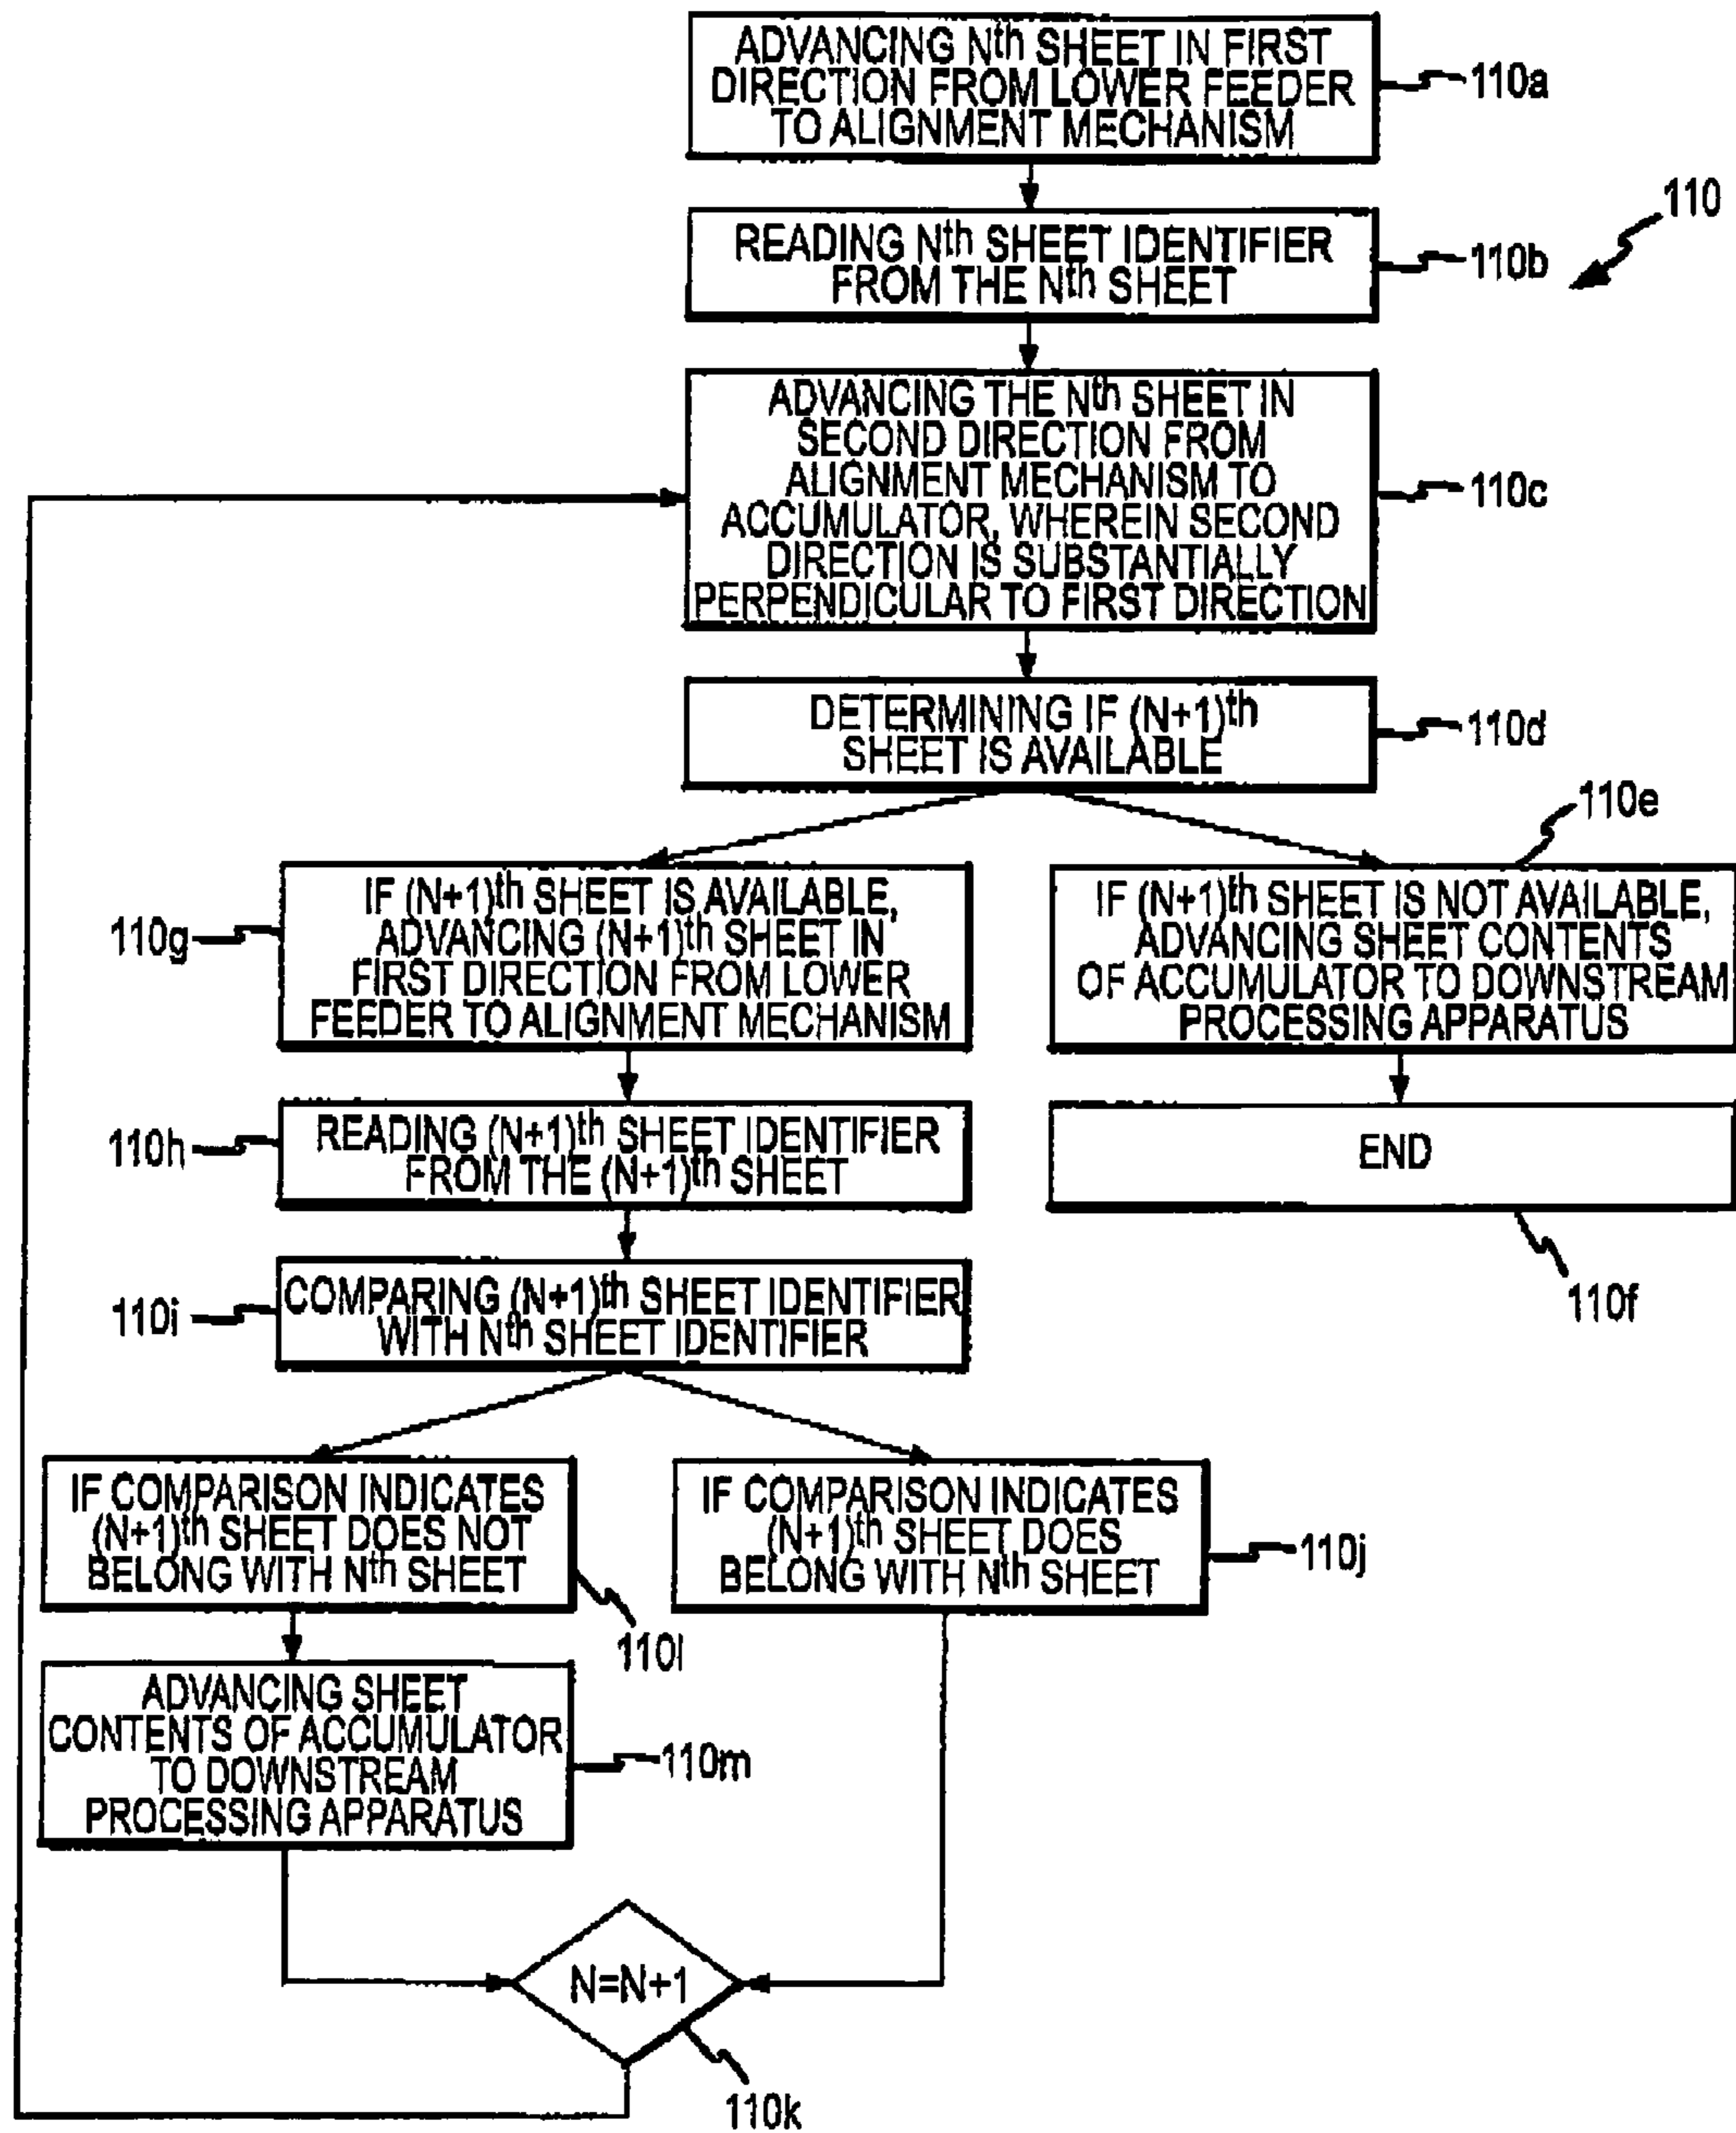 ADVANCING Nth SHEET IN FIRST
DIRECTION FROM LOWER FEEDER
TO ALIGNMENT MECHANISM
110a
110
READING Nth SHEET IDENTIFIER
FROM THE Nth SHEET
110b
ADVANCING THE Nth SHEET IN
SECOND DIRECTION FROM
ALIGNMENT MECHANISM TO
ACCUMULATOR, WHEREIN SECOND
DIRECTION IS SUBSTANTIALLY
PERPENDICULAR TO FIRST DIRECTION
110c
DETERMINING IF (N+1)th
SHEET IS AVAILABLE
110d
110e
IF (N+1)th SHEET IS AVAILABLE,
ADVANCING (N+1)th SHEET IN
FIRST DIRECTION FROM LOWER
FEEDER TO ALIGNMENT MECHANISM
110g
IF (N+1)th SHEET IS NOT AVAILABLE,
ADVANCING SHEET CONTENTS
OF ACCUMULATOR TO DOWNSTREAM
PROCESSING APPARATUS
110h
READING (N+1)th SHEET IDENTIFIER
FROM THE (N+1)th SHEET
END
110f
110i
COMPARING (N+1)th SHEET IDENTIFIER
WITH Nth SHEET IDENTIFIER
IF COMPARISON INDICATES
(N+1)th SHEET DOES NOT
BELONG WITH Nth SHEET
110l
IF COMPARISON INDICATES
(N+1)th SHEET DOES
BELONG WITH Nth SHEET
110j
ADVANCING SHEET
CONTENTS OF ACCUMULATOR
TO DOWNSTREAM
PROCESSING APPARATUS
110m
N=N+1
110k